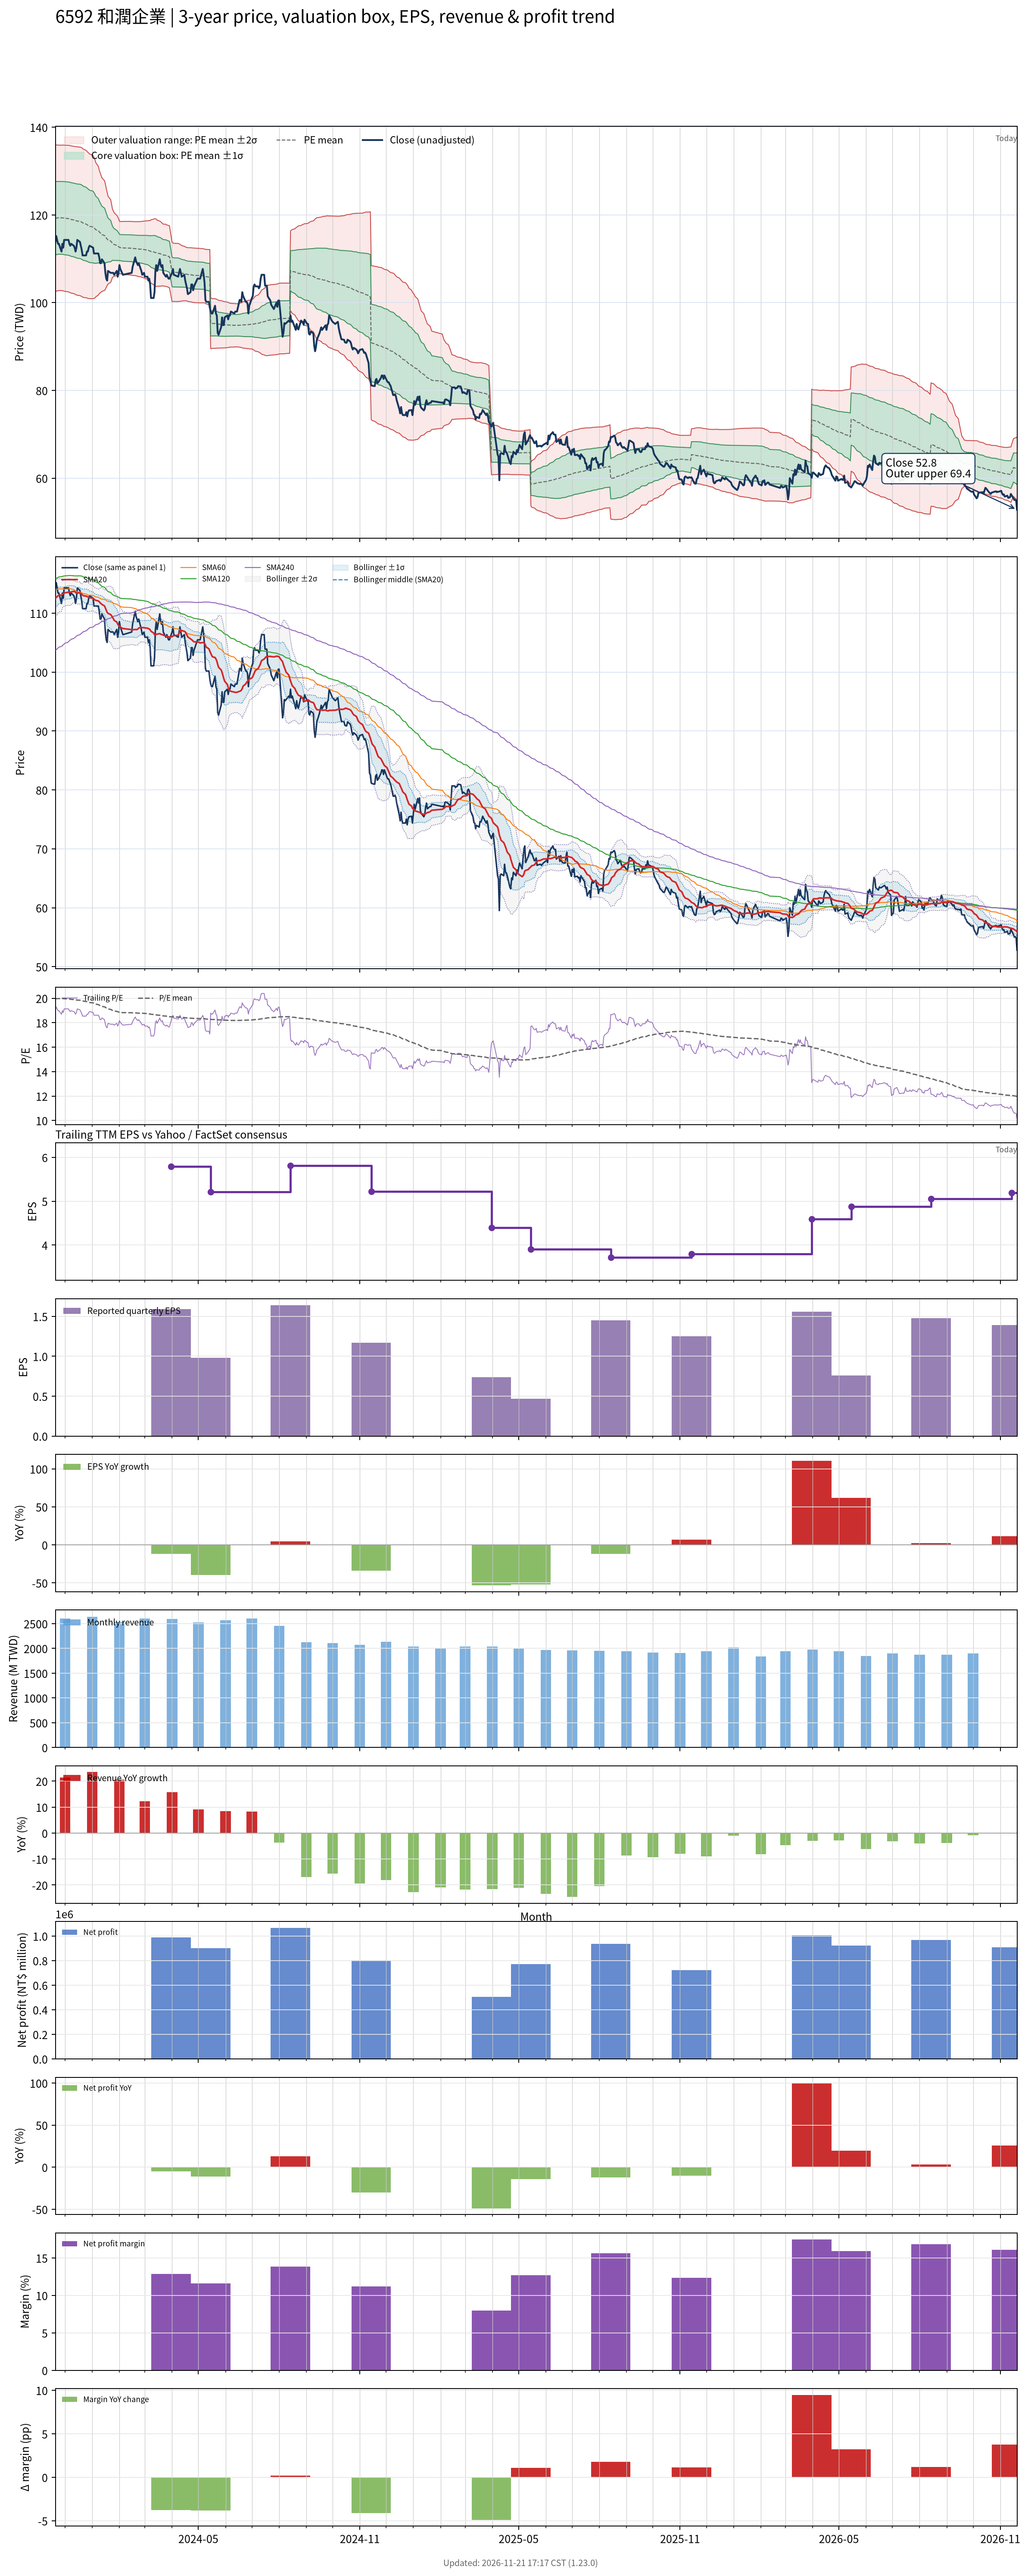 6592 和潤企業 | 3-year price, valuation box, EPS, revenue & profit trend
Outer valuation range: PE mean ±2σ
Core valuation box: PE mean ±1σ
PE mean
Close (unadjusted)
Today
140
120
100
80
60
Price (TWD)
Close 52.8
Outer upper 69.4
Close (same as panel 1)
SMA20
SMA60
SMA120
SMA240
Bollinger ±2σ
Bollinger ±1σ
Bollinger middle (SMA20)
110
100
90
80
70
60
50
Price
Trailing P/E
P/E mean
20
18
16
14
12
10
P/E
Trailing TTM EPS vs Yahoo / FactSet consensus
Today
6
5
4
EPS
Reported quarterly EPS
1.5
1.0
0.5
0.0
EPS
EPS YoY growth
100
50
0
-50
YoY (%)
Monthly revenue
2500
2000
1500
1000
500
0
Revenue (M TWD)
Revenue YoY growth
20
10
0
-10
-20
YoY (%)
Month
1e6
Net profit
1.0
0.8
0.6
0.4
0.2
0.0
Net profit (NT$ million)
Net profit YoY
100
50
0
-50
YoY (%)
Net profit margin
15
10
5
0
Margin (%)
Margin YoY change
10
5
0
-5
Δ margin (pp)
2024-05
2024-11
2025-05
2025-11
2026-05
2026-11
Updated: 2026-11-21 17:17 CST (1.23.0)